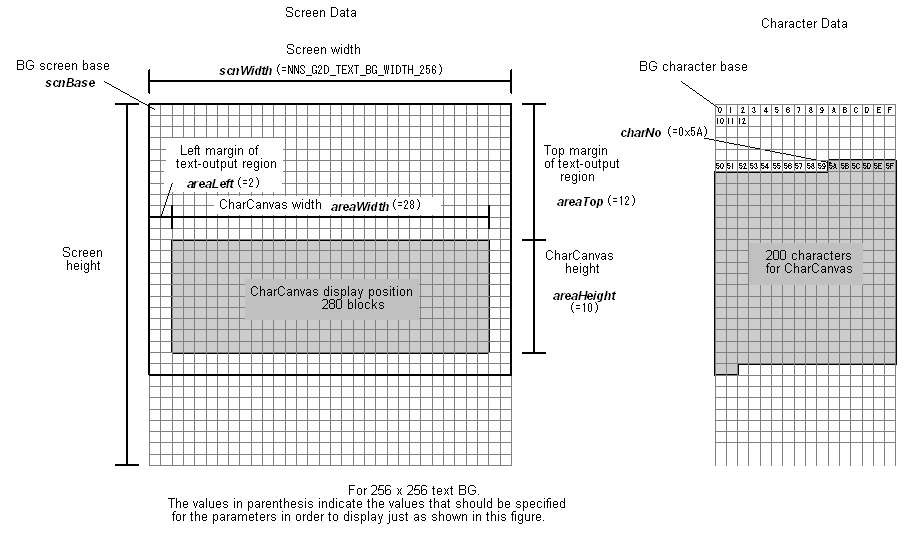 Screen Data
Character Data
Screen width
scnWidth (=NNS_G2D_TEXT_BG_WIDTH_256)
BG screen base
scnBase
BG character base
0 1 2 3 4 5 6 7 8 9 A B C D E F
10 11 12
charNo (=0x5A)
Left margin of
text-output region
areaLeft (=2)
Top margin
of text-output
region
areaTop (=12)
50 51 52 53 54 55 56 57 58 59 5A 5B 5C 5D 5E 5F
CharCanvas width areaWidth (=28)
Screen
height
CharCanvas
height
areaHeight
(=10)
CharCanvas display position
280 blocks
200 characters
for CharCanvas
For 256 x 256 text BG.
The values in parenthesis indicate the values that should be specified
for the parameters in order to display just as shown in this figure.